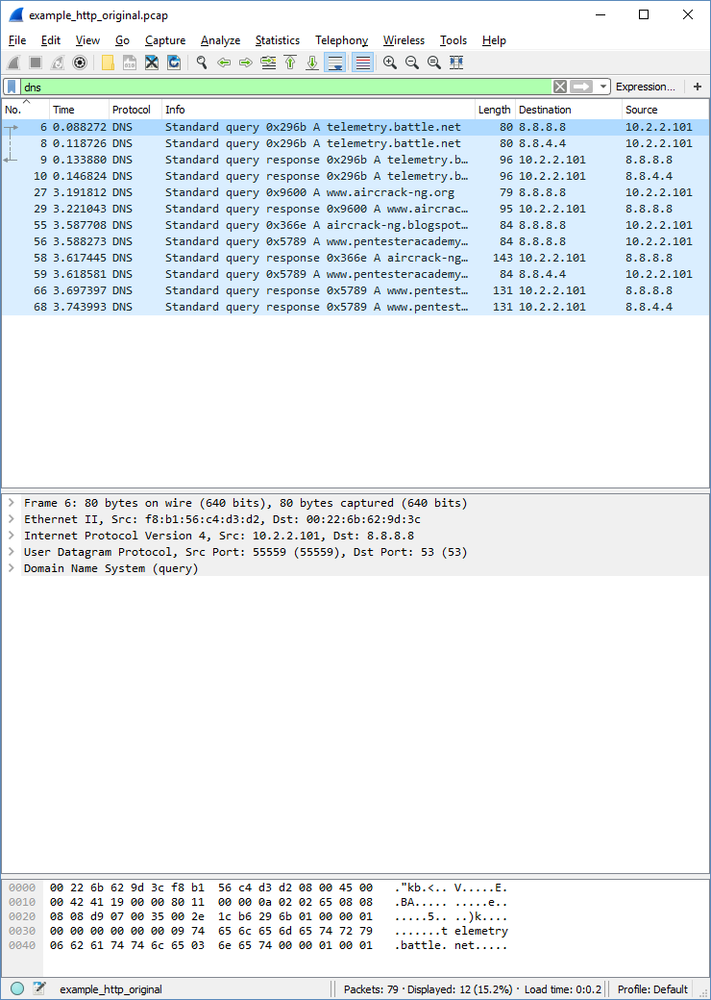 example_http_original.pcap
File Edit View Go Capture Analyze Statistics Telephony Wireless Tools Help
dns Expression... +
No. Time Protocol Info Length Destination Source
6 0.088272 DNS Standard query 0x296b A telemetry.battle.net 80 8.8.8.8 10.2.2.101
8 0.118726 DNS Standard query 0x296b A telemetry.battle.net 80 8.8.4.4 10.2.2.101
9 0.133880 DNS Standard query response 0x296b A telemetry.b… 96 10.2.2.101 8.8.8.8
10 0.146824 DNS Standard query response 0x296b A telemetry.b… 96 10.2.2.101 8.8.4.4
27 3.191812 DNS Standard query 0x9600 A www.aircrack-ng.org 79 8.8.8.8 10.2.2.101
29 3.221043 DNS Standard query response 0x9600 A www.aircrac… 95 10.2.2.101 8.8.8.8
55 3.587708 DNS Standard query 0x366e A aircrack-ng.blogspot… 84 8.8.8.8 10.2.2.101
56 3.588273 DNS Standard query 0x5789 A www.pentesteracademy… 84 8.8.8.8 10.2.2.101
58 3.617445 DNS Standard query response 0x366e A aircrack-ng… 143 10.2.2.101 8.8.8.8
59 3.618581 DNS Standard query 0x5789 A www.pentesteracademy… 84 8.8.4.4 10.2.2.101
66 3.697397 DNS Standard query response 0x5789 A www.pentest… 131 10.2.2.101 8.8.8.8
68 3.743993 DNS Standard query response 0x5789 A www.pentest… 131 10.2.2.101 8.8.4.4
Frame 6: 80 bytes on wire (640 bits), 80 bytes captured (640 bits)
Ethernet II, Src: f8:b1:56:c4:d3:d2, Dst: 00:22:6b:62:9d:3c
Internet Protocol Version 4, Src: 10.2.2.101, Dst: 8.8.8.8
User Datagram Protocol, Src Port: 55559 (55559), Dst Port: 53 (53)
Domain Name System (query)
0000 00 22 6b 62 9d 3c f8 b1 56 c4 d3 d2 08 00 45 00 ."kb.<.. V.....E.
0010 00 42 41 19 00 00 80 11 00 00 0a 02 02 65 08 08 .BA..... .....e..
0020 08 08 d9 07 00 35 00 2e 1c b6 29 6b 01 00 00 01 .....5.. ..)k....
0030 00 00 00 00 00 00 09 74 65 6c 65 6d 65 74 72 79 .......t elemetry
0040 06 62 61 74 74 6c 65 03 6e 65 74 00 00 01 00 01 .battle. net.....
example_http_original Packets: 79 · Displayed: 12 (15.2%) · Load time: 0:0.2 Profile: Default